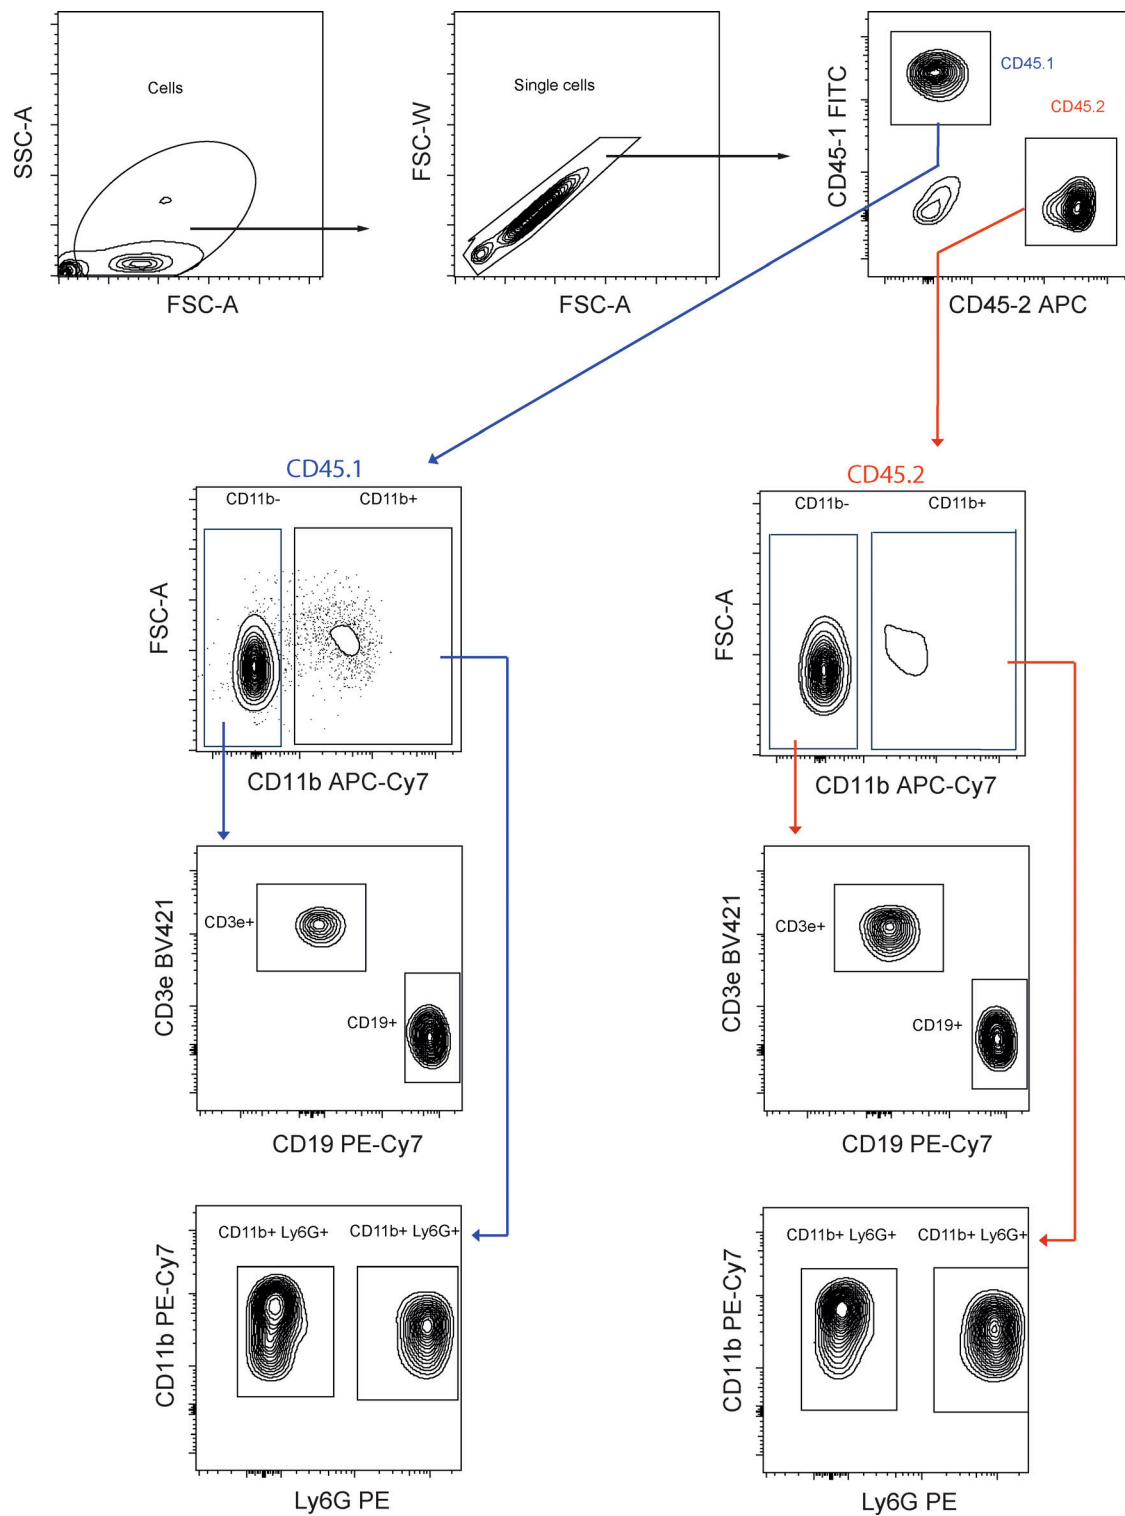 Cells
SSC-A
FSC-A
Single cells
FSC-W
FSC-A
CD45.1
CD45.2
CD45-1 FITC
CD45-2 APC
CD45.1
CD11b-
CD11b+
FSC-A
CD11b APC-Cy7
CD45.2
CD11b-
CD11b+
FSC-A
CD11b APC-Cy7
CD3e+
CD19+
CD3e BV421
CD19 PE-Cy7
CD3e+
CD19+
CD3e BV421
CD19 PE-Cy7
CD11b+ Ly6G+
CD11b+ Ly6G+
CD11b PE-Cy7
Ly6G PE
CD11b+ Ly6G+
CD11b+ Ly6G+
CD11b PE-Cy7
Ly6G PE